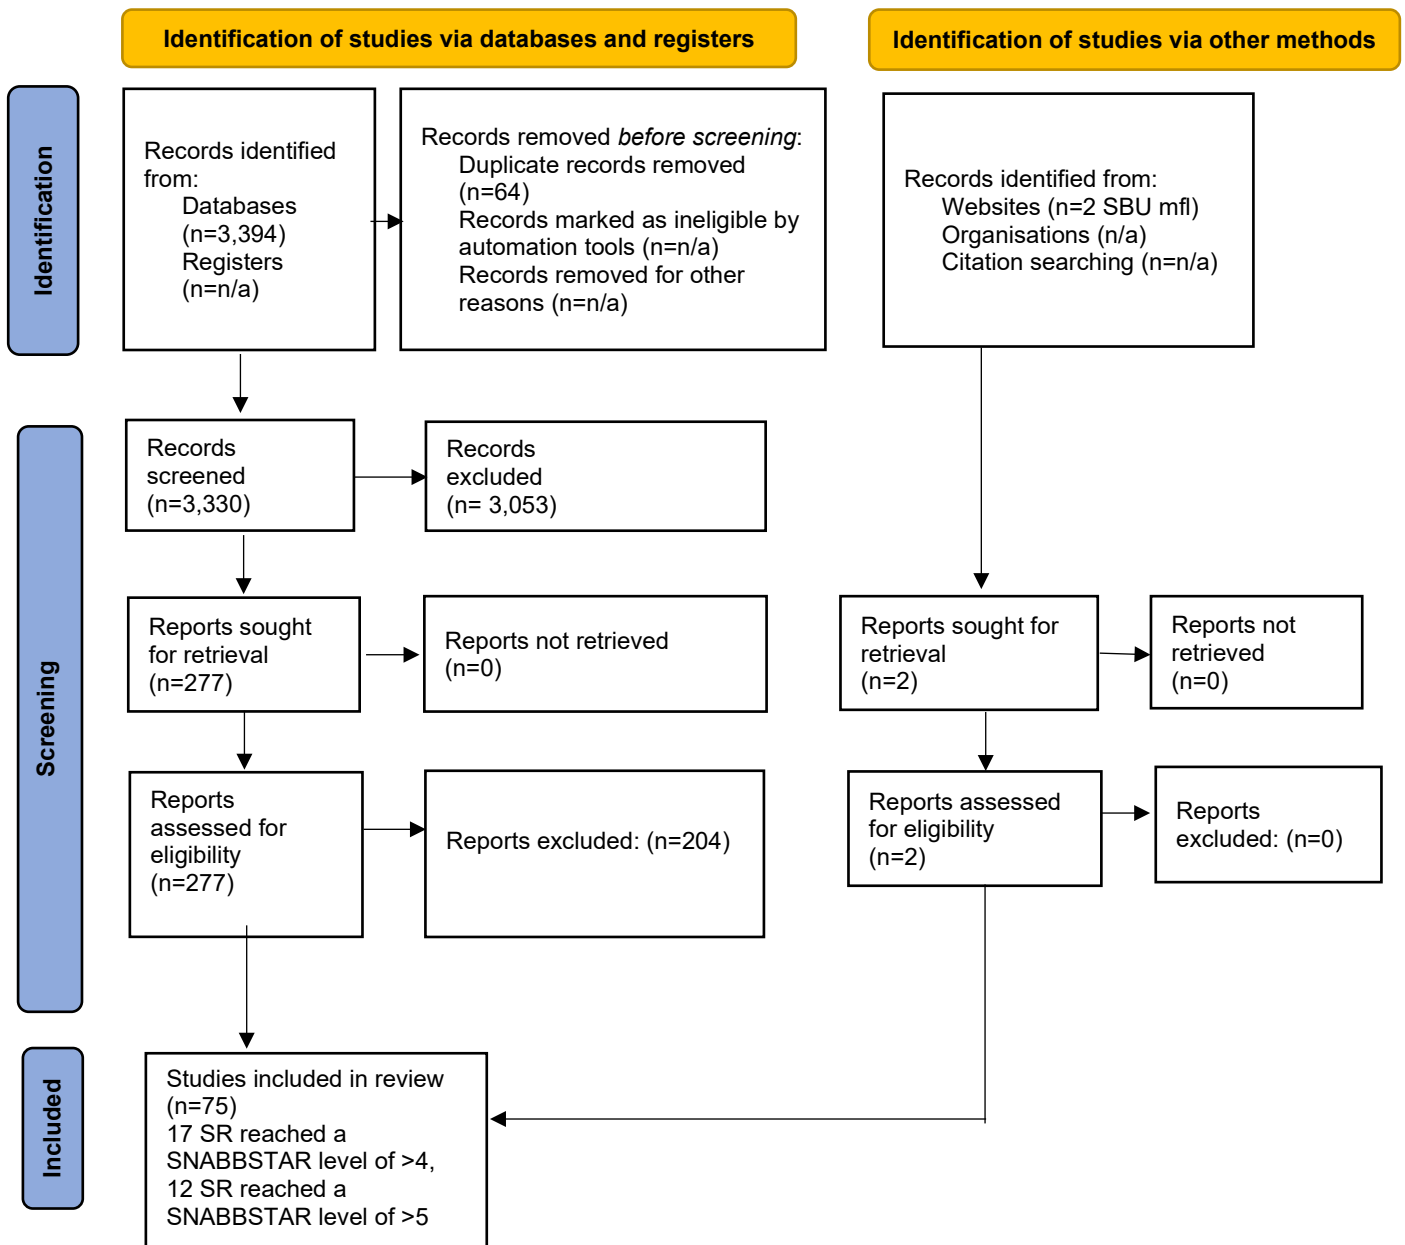 Identification of studies via databases and registers
Identification of studies via other methods
Identification
Records identified
from:
Databases
(n=3,394)
Registers
(n=n/a)
Records removed before screening:
Duplicate records removed
(n=64)
Records marked as ineligible by
automation tools (n=n/a)
Records removed for other
reasons (n=n/a)
Records identified from:
Websites (n=2 SBU mfl)
Organisations (n/a)
Citation searching (n=n/a)
Screening
Records
screened
(n=3,330)
Records
excluded
(n= 3,053)
Reports sought
for retrieval
(n=277)
Reports not retrieved
(n=0)
Reports sought for
retrieval
(n=2)
Reports not
retrieved
(n=0)
Reports
assessed for
eligibility
(n=277)
Reports excluded: (n=204)
Reports assessed
for eligibility
(n=2)
Reports
excluded: (n=0)
Included
Studies included in review
(n=75)
17 SR reached a
SNABBSTAR level of >4,
12 SR reached a
SNABBSTAR level of >5